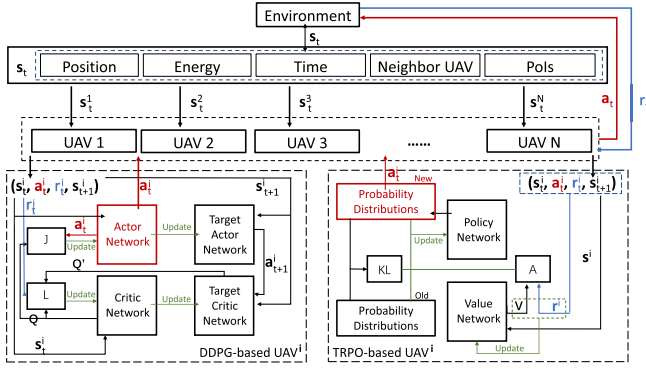 Environment
s_t
s_t
Position Energy Time Neighbor UAV PoIs
s_t^1 s_t^2 s_t^3 s_t^N a_t r
UAV 1 UAV 2 UAV 3 ...... UAV N
(s_t^i, a_t^i, r_t^i, s_{t+1}^i) a_t^i s_{t+1}^i
r_t^i
a_t^i
J
Update
Actor Network
Update
Target Actor Network
a_{t+1}^i
Q'
L
Update
Critic Network
Update
Target Critic Network
Q
s_t^i
DDPG-based UAV^i
a_t^i
New
(s_t^i, a_t^i, r_t^i, s_{t+1}^i)
Probability Distributions
Policy Network
Update
s^i
KL
A
Old
Probability Distributions
Value Network
V
r^i
Update
TRPO-based UAV^i